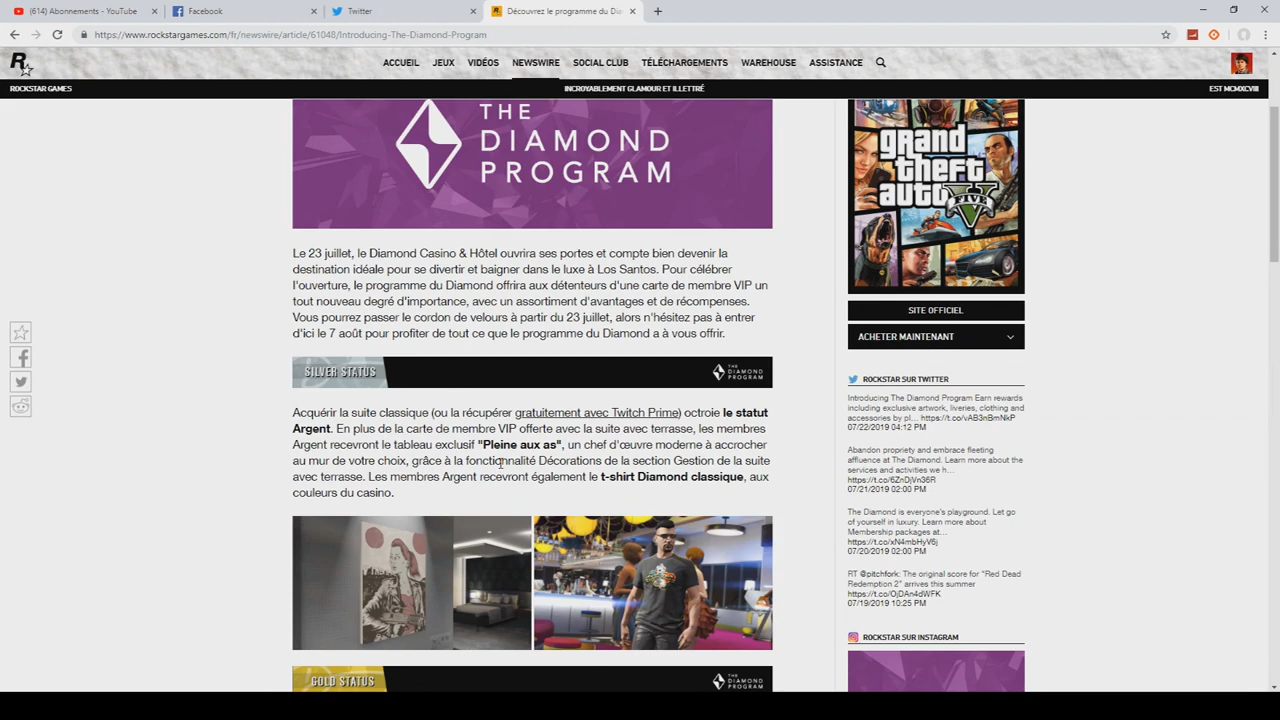 (614) Abonnements - YouTube
Facebook
Twitter
Découvrez le programme du Dia
https://www.rockstargames.com/fr/newswire/article/61048/Introducing-The-Diamond-Program
R
ACCUEIL JEUX VIDÉOS NEWSWIRE SOCIAL CLUB TÉLÉCHARGEMENTS WAREHOUSE ASSISTANCE
ROCKSTAR GAMES
INCROYABLEMENT GLAMOUR ET ILLETTRÉ
EST MCMXCVIII
THE
DIAMOND
PROGRAM
Le 23 juillet, le Diamond Casino & Hôtel ouvrira ses portes et compte bien devenir la
destination idéale pour se divertir et baigner dans le luxe à Los Santos. Pour célébrer
l'ouverture, le programme du Diamond offrira aux détenteurs d'une carte de membre VIP un
tout nouveau degré d'importance, avec un assortiment d'avantages et de récompenses.
Vous pourrez passer le cordon de velours à partir du 23 juillet, alors n'hésitez pas à entrer
d'ici le 7 août pour profiter de tout ce que le programme du Diamond a à vous offrir.
SILVER STATUS
THE
DIAMOND
PROGRAM
Acquérir la suite classique (ou la récupérer gratuitement avec Twitch Prime) octroie le statut
Argent. En plus de la carte de membre VIP offerte avec la suite avec terrasse, les membres
Argent recevront le tableau exclusif "Pleine aux as", un chef d'œuvre moderne à accrocher
au mur de votre choix, grâce à la fonctionnalité Décorations de la section Gestion de la suite
avec terrasse. Les membres Argent recevront également le t-shirt Diamond classique, aux
couleurs du casino.
GOLD STATUS
THE
DIAMOND
PROGRAM
grand
theft
auto
V
FIVE
SITE OFFICIEL
ACHETER MAINTENANT
ROCKSTAR SUR TWITTER
Introducing The Diamond Program Earn rewards
including exclusive artwork, liveries, clothing and
accessories by pl… https://t.co/vAB3nBmNkP
07/22/2019 04:12 PM
Abandon propriety and embrace fleeting
affluence at The Diamond. Learn more about the
services and activities we h…
https://t.co/6ZnDjVn36R
07/21/2019 02:00 PM
The Diamond is everyone's playground. Let go
of yourself in luxury. Learn more about
Membership packages at…
https://t.co/xN4mbHyV6j
07/20/2019 02:00 PM
RT @pitchfork: The original score for "Red Dead
Redemption 2" arrives this summer
https://t.co/OjDAn4dWFK
07/19/2019 10:25 PM
ROCKSTAR SUR INSTAGRAM